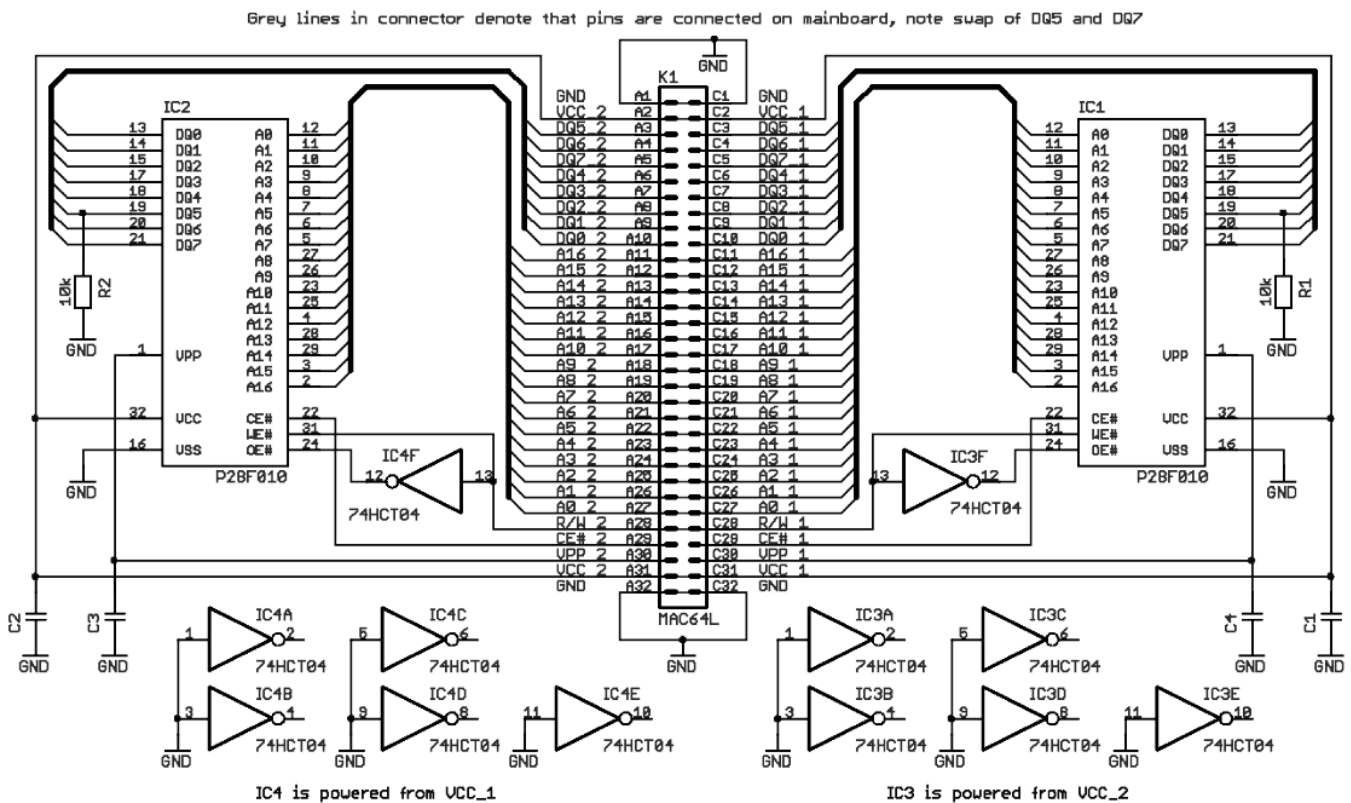 Grey lines in connector denote that pins are connected on mainboard, note swap of DQ5 and DQ7
GND
K1
GND A1 C1 GND
VCC_2 A2 C2 VCC_1
DQ5_2 A3 C3 DQ5_1
DQ6_2 A4 C4 DQ6_1
DQ7_2 A5 C5 DQ7_1
DQ4_2 A6 C6 DQ4_1
DQ3_2 A7 C7 DQ3_1
DQ2_2 A8 C8 DQ2_1
DQ1_2 A9 C9 DQ1_1
DQ0_2 A10 C10 DQ0_1
A16_2 A11 C11 A16_1
A15_2 A12 C12 A15_1
A14_2 A13 C13 A14_1
A13_2 A14 C14 A13_1
A12_2 A15 C15 A12_1
A11_2 A16 C16 A11_1
A10_2 A17 C17 A10_1
A9_2 A18 C18 A9_1
A8_2 A19 C19 A8_1
A7_2 A20 C20 A7_1
A6_2 A21 C21 A6_1
A5_2 A22 C22 A5_1
A4_2 A23 C23 A4_1
A3_2 A24 C24 A3_1
A2_2 A25 C25 A2_1
A1_2 A26 C26 A1_1
A0_2 A27 C27 A0_1
R/W_2 A28 C28 R/W_1
CE#_2 A29 C29 CE#_1
VPP_2 A30 C30 VPP_1
VCC_2 A31 C31 VCC_1
GND A32 C32 GND
MAC64L
GND
IC2
13 DQ0 A0 12
14 DQ1 A1 11
15 DQ2 A2 10
17 DQ3 A3 9
18 DQ4 A4 8
19 DQ5 A5 7
20 DQ6 A6 6
21 DQ7 A7 5
A8 27
A9 26
A10 23
A11 25
A12 4
A13 28
1 VPP A14 29
A15 3
A16 2
32 VCC CE# 22
WE# 31
16 VSS OE# 24
P28F010
10k R2
GND
GND
IC4F
12 13
74HCT04
IC1
12 A0 DQ0 13
11 A1 DQ1 14
10 A2 DQ2 15
9 A3 DQ3 17
8 A4 DQ4 18
7 A5 DQ5 19
6 A6 DQ6 20
5 A7 DQ7 21
27 A8
26 A9
23 A10
25 A11
4 A12
28 A13
29 A14 VPP 1
3 A15
2 A16
22 CE# VCC 32
31 WE#
24 OE# VSS 16
P28F010
10k R1
GND
GND
IC3F
13 12
74HCT04
C2 C3
GND GND
C4 C1
GND GND
IC4A
1 2
74HCT04
IC4B
3 4
74HCT04
GND
IC4C
5 6
74HCT04
IC4D
9 8
74HCT04
GND
IC4E
11 10
74HCT04
GND
IC3A
1 2
74HCT04
IC3B
3 4
74HCT04
GND
IC3C
5 6
74HCT04
IC3D
9 8
74HCT04
GND
IC3E
11 10
74HCT04
GND
IC4 is powered from VCC_1
IC3 is powered from VCC_2